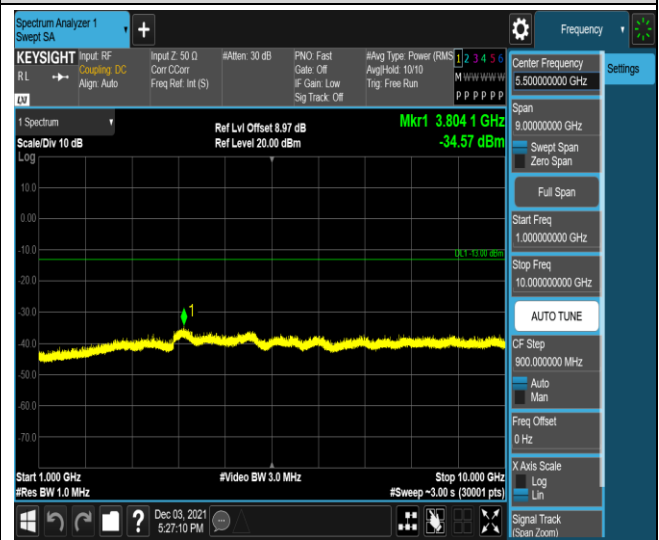 Spectrum Analyzer 1
Swept SA
+
Frequency
KEYSIGHT
RL
LXI
Input: RF
Coupling: DC
Align: Auto
Input Z: 50 Ω
Corr CCorr
Freq Ref: Int (S)
#Atten: 30 dB
PNO: Fast
Gate: Off
IF Gain: Low
Sig Track: Off
#Avg Type: Power (RMS
Avg|Hold: 10/10
Trig: Free Run
1 2 3 4 5 6
M W W W W W
P P P P P P
1 Spectrum
Scale/Div 10 dB
Log
Ref Lvl Offset 8.97 dB
Ref Level 20.00 dBm
Mkr1 3.804 1 GHz
-34.57 dBm
10.0
0.00
-10.0
DL1 -13.00 dBm
-20.0
-30.0
1
-40.0
-50.0
-60.0
-70.0
Start 1.000 GHz
#Res BW 1.0 MHz
#Video BW 3.0 MHz
Stop 10.000 GHz
#Sweep ~3.00 s (30001 pts)
Dec 03, 2021
5:27:10 PM
Center Frequency
5.500000000 GHz
Settings
Span
9.00000000 GHz
Swept Span
Zero Span
Full Span
Start Freq
1.000000000 GHz
Stop Freq
10.000000000 GHz
AUTO TUNE
CF Step
900.000000 MHz
Auto
Man
Freq Offset
0 Hz
X Axis Scale
Log
Lin
Signal Track
(Span Zoom)